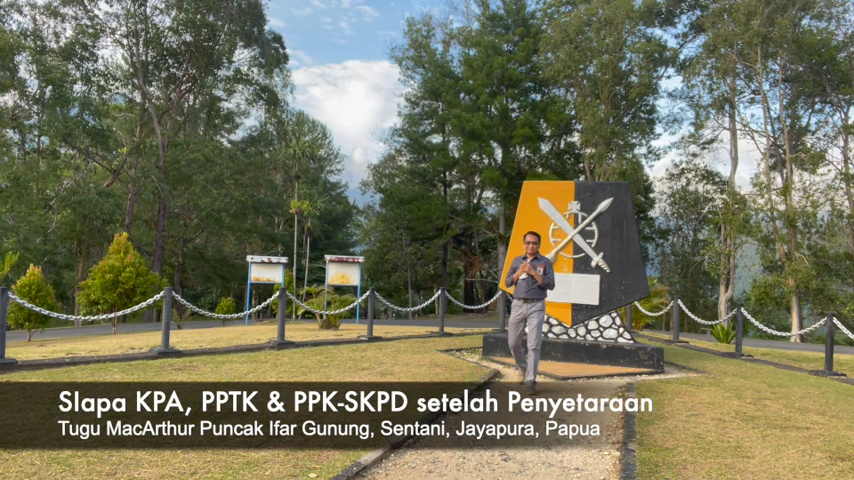 SIapa KPA, PPTK & PPK-SKPD setelah Penyetaraan
Tugu MacArthur Puncak Ifar Gunung, Sentani, Jayapura, Papua